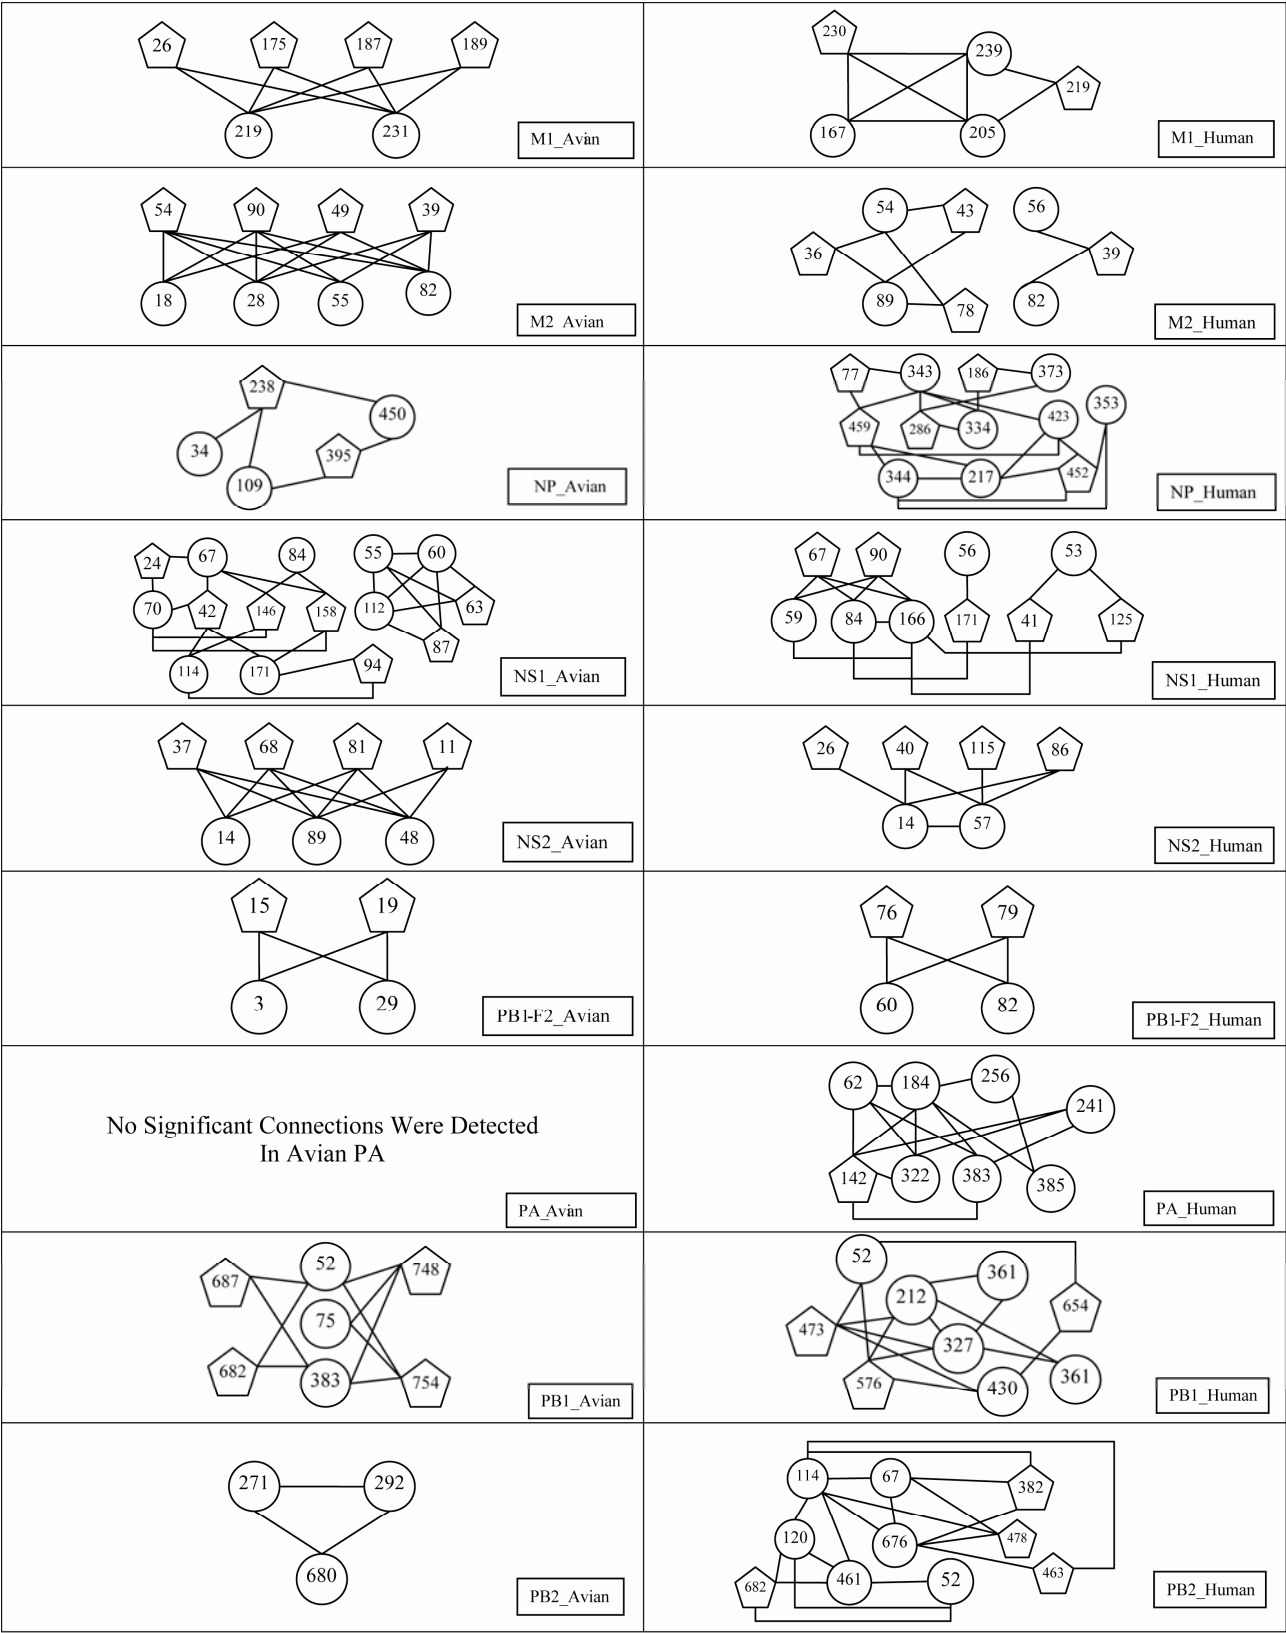 26 175 187 189
219 231
M1_Avian
230 239
219
167 205
M1_Human
54 90 49 39
18 28 55 82
M2_Avian
54 43 56
36 39
89 78 82
M2_Human
238
450
34 395
109
NP_Avian
77 343 186 373
353
459 286 334 423
344 217 452
NP_Human
24 67 84 55 60
70 42 146 158 112 63
87
114 171 94
NS1_Avian
67 90 56 53
59 84 166 171 41 125
NS1_Human
37 68 81 11
14 89 48
NS2_Avian
26 40 115 86
14 57
NS2_Human
15 19
3 29
PB1-F2_Avian
76 79
60 82
PB1-F2_Human
No Significant Connections Were Detected
In Avian PA
PA_Avian
62 184 256
241
142 322 383 385
PA_Human
52
687 748
75
682 383 754
PB1_Avian
52 361
212 654
473
327
576 430 361
PB1_Human
271 292
680
PB2_Avian
114 67 382
120 676 478
682 461 52 463
PB2_Human